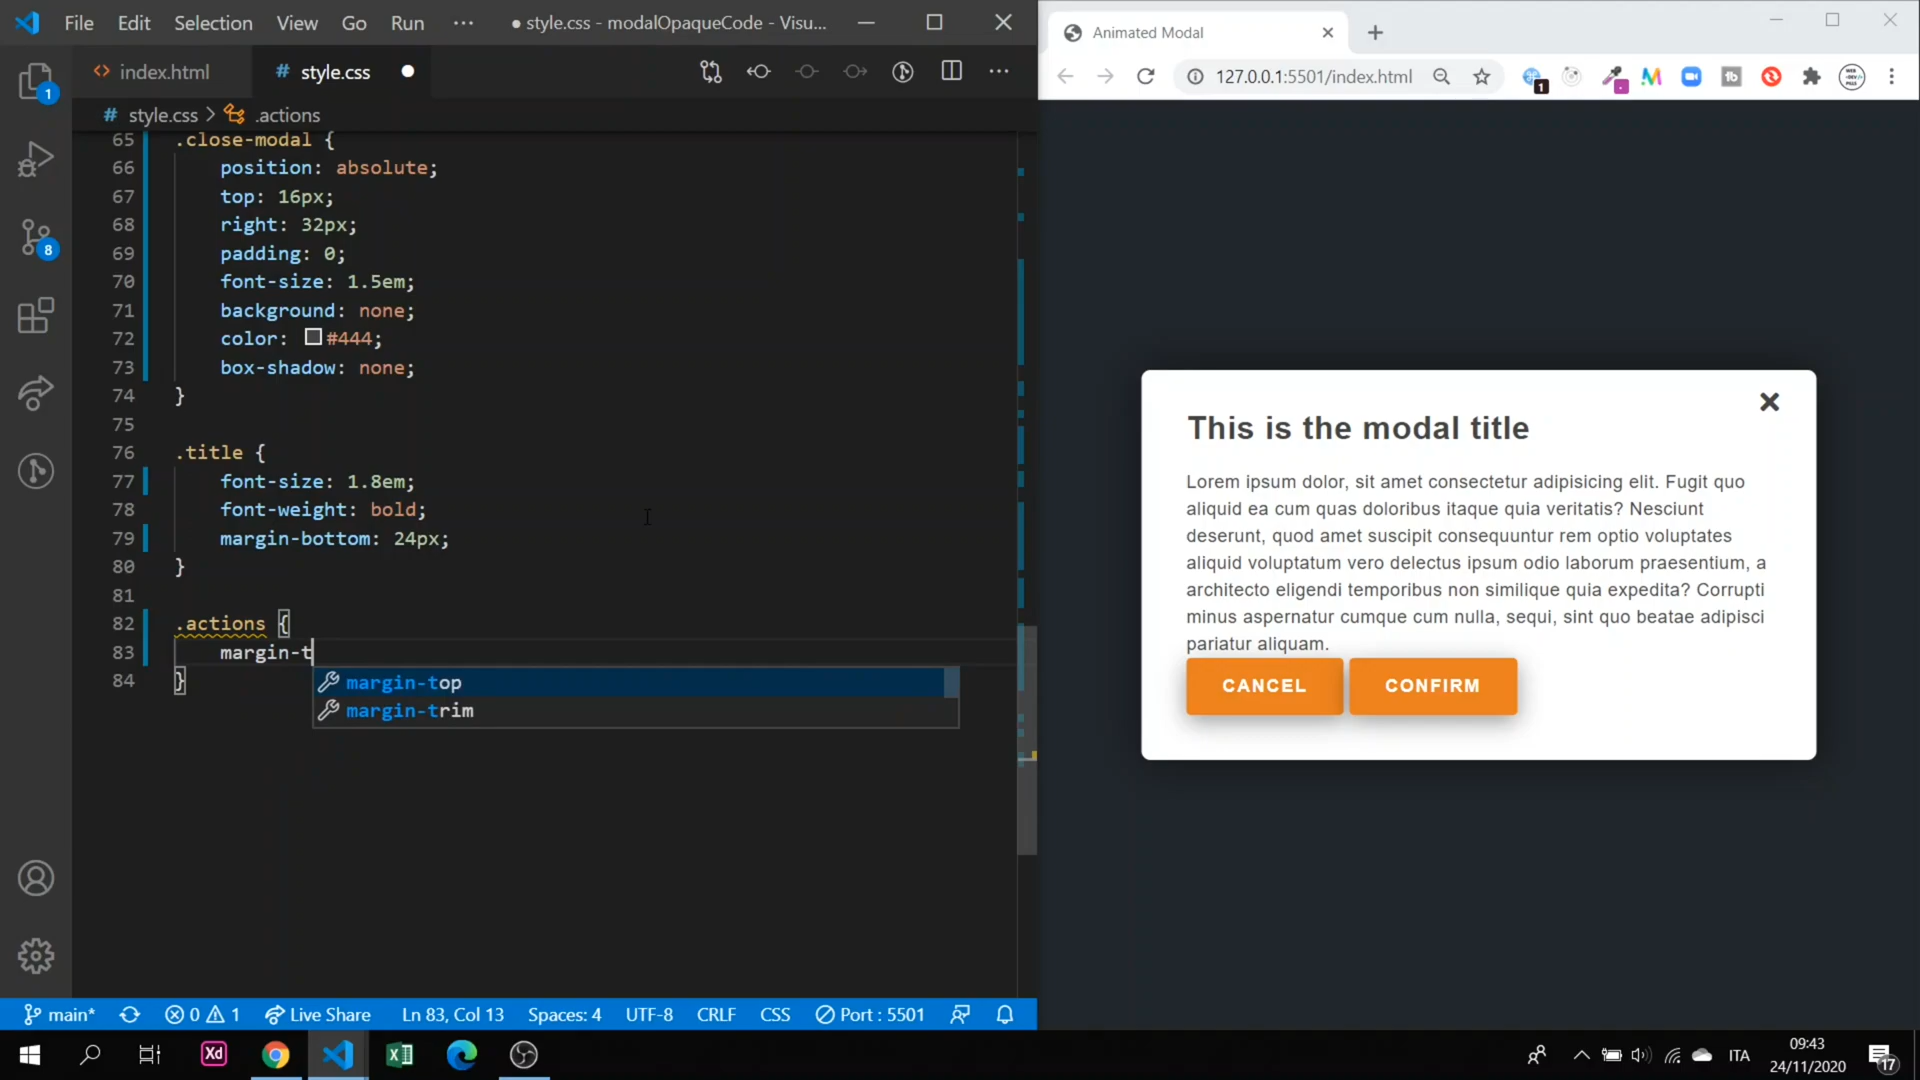 File Edit Selection View Go Run ··· ● style.css - modalOpaqueCode - Visu...
index.html # style.css ●
# style.css > .actions
65 .close-modal {
66 position: absolute;
67 top: 16px;
68 right: 32px;
69 padding: 0;
70 font-size: 1.5em;
71 background: none;
72 color: #444;
73 box-shadow: none;
74 }
75
76 .title {
77 font-size: 1.8em;
78 font-weight: bold;
79 margin-bottom: 24px;
80 }
81
82 .actions {
83 margin-t
84 }
margin-top
margin-trim
1
8
main* 0 1 Live Share Ln 83, Col 13 Spaces: 4 UTF-8 CRLF CSS Port : 5501
Animated Modal
127.0.0.1:5501/index.html
1
This is the modal title
Lorem ipsum dolor, sit amet consectetur adipisicing elit. Fugit quo
aliquid ea cum quas doloribus itaque quia veritatis? Nesciunt
deserunt, quod amet suscipit consequuntur rem optio voluptates
aliquid voluptatum vero delectus ipsum odio laborum praesentium, a
architecto eligendi temporibus non similique quia expedita? Corrupti
minus aspernatur cumque cum nulla, sequi, sint quo beatae adipisci
pariatur aliquam.
CANCEL CONFIRM
Xd
ITA
09:43
24/11/2020
17